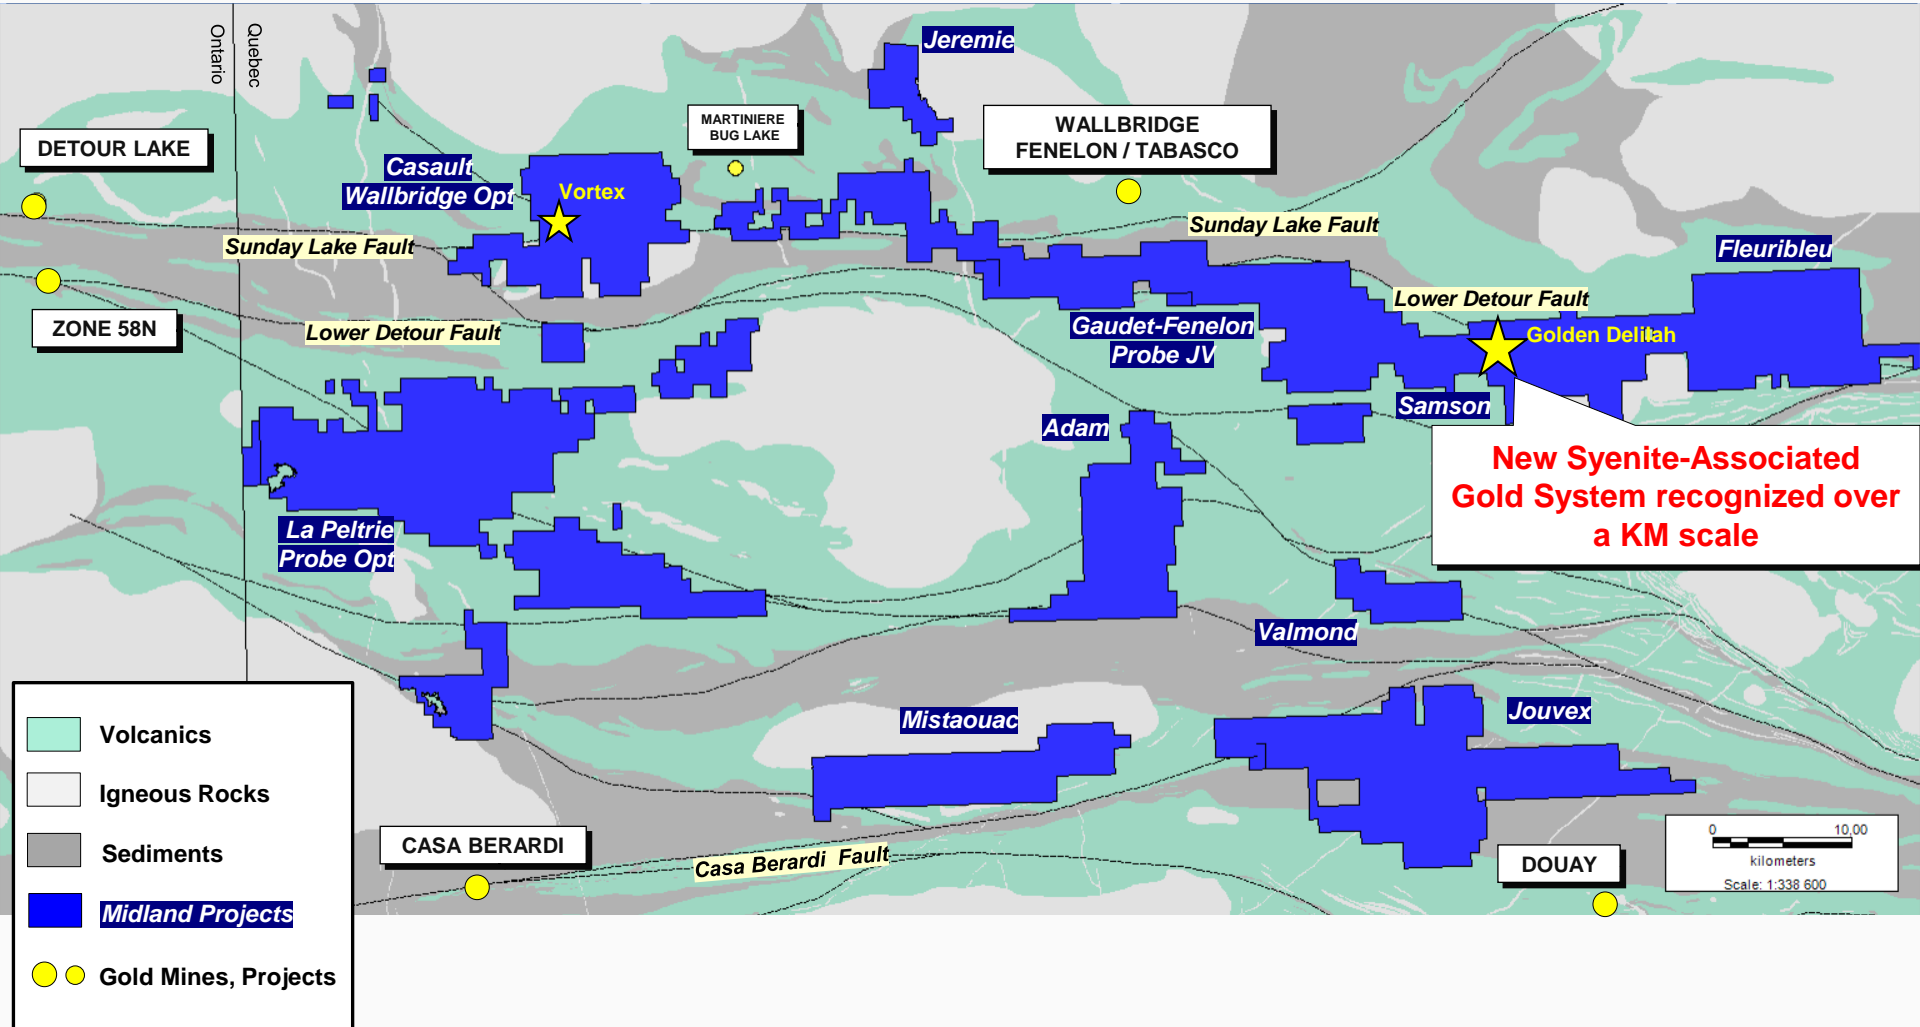 Ontario
Quebec
Jeremie
DETOUR LAKE
MARTINIERE
BUG LAKE
WALLBRIDGE
FENELON / TABASCO
Casault
Wallbridge Opt
Vortex
Sunday Lake Fault
Sunday Lake Fault
Fleuribleu
ZONE 58N
Lower Detour Fault
Lower Detour Fault
Gaudet-Fenelon
Probe JV
Golden Delilah
Samson
Adam
New Syenite-Associated
Gold System recognized over
a KM scale
La Peltrie
Probe Opt
Valmond
Mistaouac
Jouvex
CASA BERARDI
Casa Berardi Fault
DOUAY
0 10,00
kilometers
Scale: 1:338 600
Volcanics
Igneous Rocks
Sediments
Midland Projects
Gold Mines, Projects